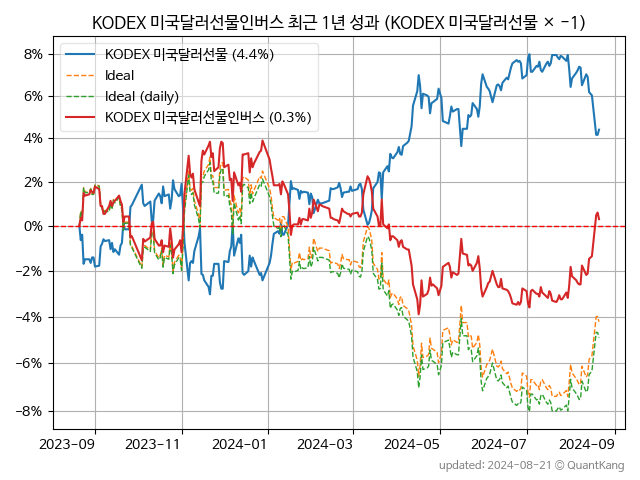 KODEX 미국달러선물인버스 최근 1년 성과 (KODEX 미국달러선물 × −1)
8%
6%
4%
2%
0%
−2%
−4%
−6%
−8%
KODEX 미국달러선물 (4.4%)
Ideal
Ideal (daily)
KODEX 미국달러선물인버스 (0.3%)
2023-09 2023-11 2024-01 2024-03 2024-05 2024-07 2024-09
updated: 2024-08-21 © QuantKang